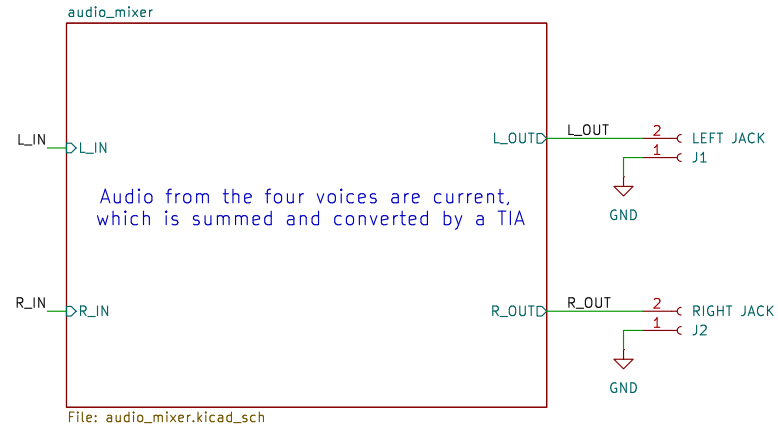 audio_mixer
L_IN
L_IN
L_OUT
L_OUT
2
LEFT JACK
1
J1
GND
Audio from the four voices are current,
which is summed and converted by a TIA
R_IN
R_IN
R_OUT
R_OUT
2
RIGHT JACK
1
J2
GND
File: audio_mixer.kicad_sch